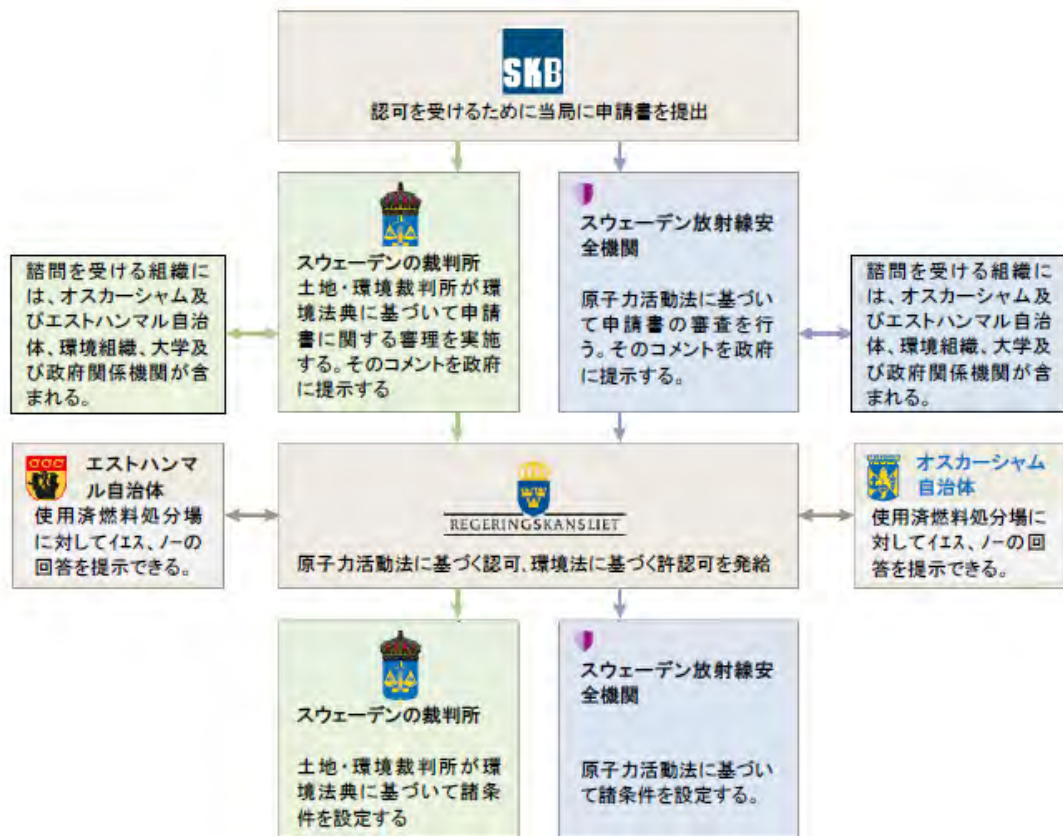 SKB
認可を受けるために当局に申請書を提出
スウェーデンの裁判所
土地・環境裁判所が環
境法典に基づいて申請
書に関する審理を実施
する。そのコメントを政府
に提示する
スウェーデン放射線安
全機関
原子力活動法に基づい
て申請書の審査を行
う。そのコメントを政府
に提示する。
諮問を受ける組織に
は、オスカーシャム及
びエストハンマル自治
体、環境組織、大学及
び政府関係機関が含
まれる。
諮問を受ける組織に
は、オスカーシャム及
びエストハンマル自治
体、環境組織、大学及
び政府関係機関が含
まれる。
エストハンマ
ル自治体
使用済燃料処分場
に対してイエス、ノーの
回答を提示できる。
REGERINGSKANSLIET
原子力活動法に基づく認可、環境法に基づく許認可を発給
オスカーシャム
自治体
使用済燃料処分場に
対してイエス、ノーの回
答を提示できる。
スウェーデンの裁判所
土地・環境裁判所が環
境法典に基づいて諸条
件を設定する
スウェーデン放射線安
全機関
原子力活動法に基づい
て諸条件を設定する。